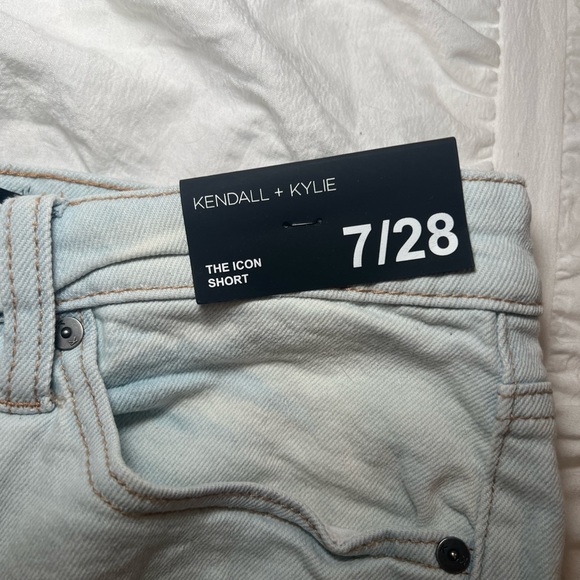 KENDALL + KYLIE
THE ICON
SHORT
7/28